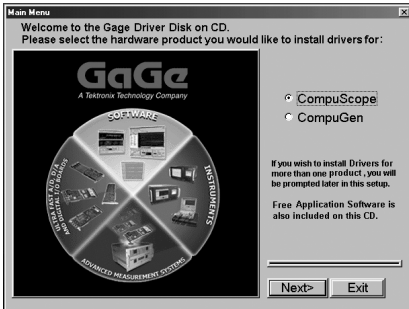 Main Menu
Welcome to the Gage Driver Disk on CD.
Please select the hardware product you would like to install drivers for:
GaGe
A Tektronix Technology Company
SOFTWARE
INSTRUMENTS
ULTRA FAST A/D, D/A
AND DIGITAL I/O BOARDS
ADVANCED MEASUREMENT SYSTEMS
CompuScope
CompuGen
If you wish to install Drivers for
more than one product, you will
be prompted later in this setup.
Free Application Software is
also included on this CD.
Next>
Exit